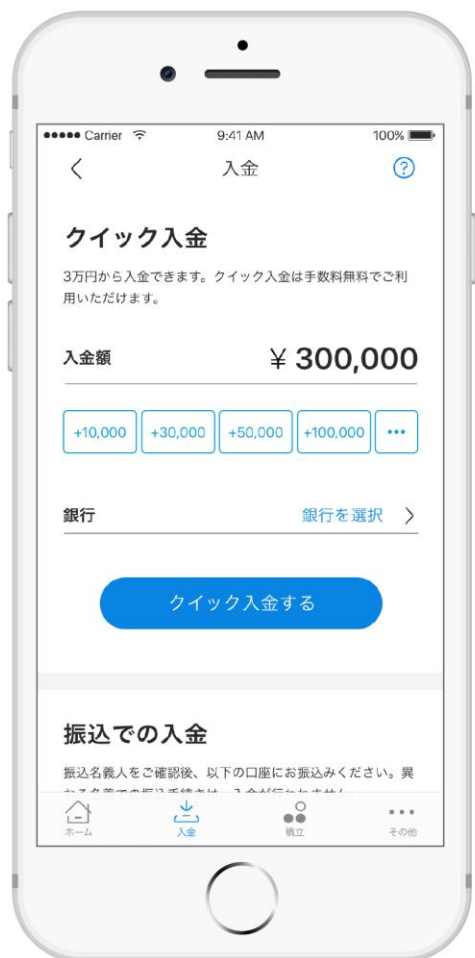 Carrier 9:41 AM 100%
入金 ?
クイック入金
3万円から入金できます。クイック入金は手数料無料でご利
用いただけます。
入金額 ¥ 300,000
+10,000 +30,000 +50,000 +100,000 •••
銀行 銀行を選択
クイック入金する
振込での入金
振込名義人をご確認後、以下の口座にお振込みください。異
ホーム 入金 積立 その他